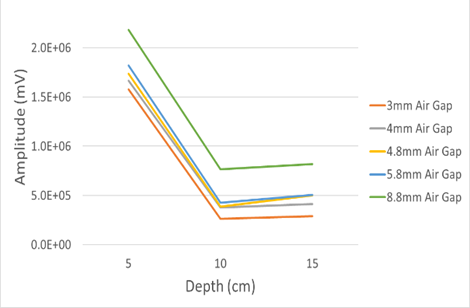 Amplitude (mV)
2.0E+06
1.5E+06
1.0E+06
5.0E+05
0.0E+00
5 10 15
Depth (cm)
3mm Air Gap
4mm Air Gap
4.8mm Air Gap
5.8mm Air Gap
8.8mm Air Gap